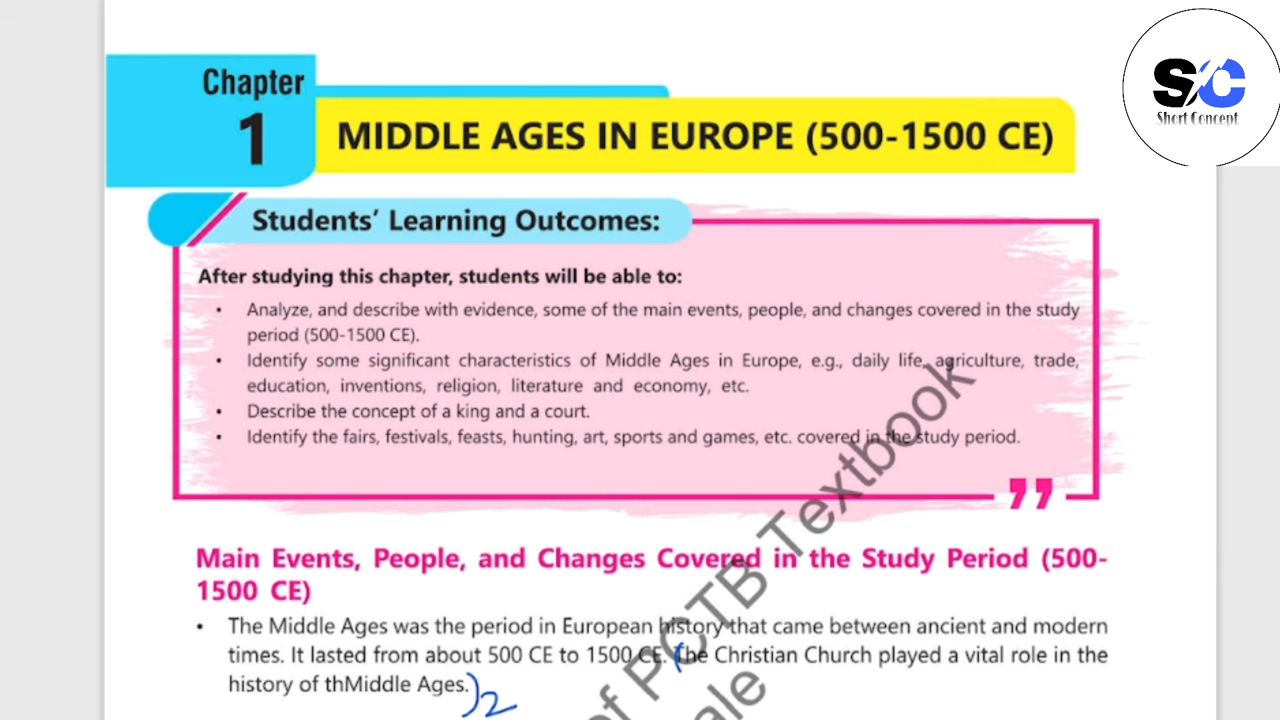 Chapter
1
MIDDLE AGES IN EUROPE (500-1500 CE)
SC
Short Concept
Students’ Learning Outcomes:
After studying this chapter, students will be able to:
• Analyze, and describe with evidence, some of the main events, people, and changes covered in the study
period (500-1500 CE).
• Identify some significant characteristics of Middle Ages in Europe, e.g., daily life, agriculture, trade,
education, inventions, religion, literature and economy, etc.
• Describe the concept of a king and a court.
• Identify the fairs, festivals, feasts, hunting, art, sports and games, etc. covered in the study period.
”
Main Events, People, and Changes Covered in the Study Period (500-
1500 CE)
• The Middle Ages was the period in European history that came between ancient and modern
times. It lasted from about 500 CE to 1500 CE. (The Christian Church played a vital role in the
history of thMiddle Ages.)2
of PCTB Textbook
ale